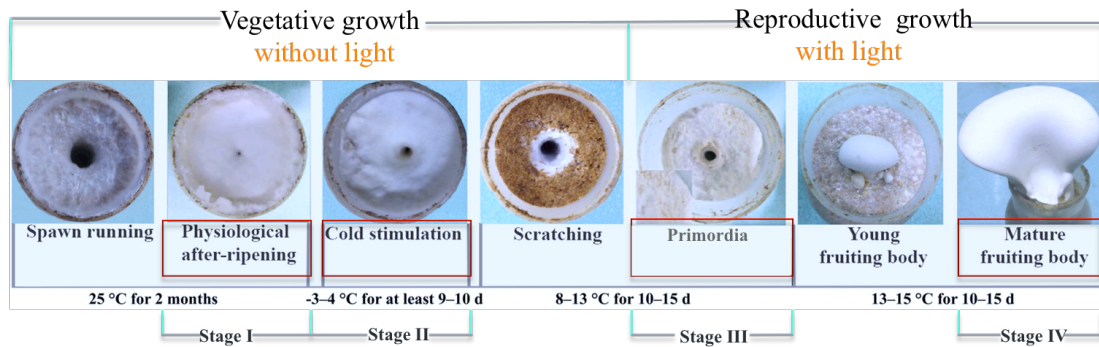 Vegetative growth
without light
Reproductive growth
with light
Spawn running
Physiological
after-ripening
Cold stimulation
Scratching
Primordia
Young
fruiting body
Mature
fruiting body
25 °C for 2 months
-3–4 °C for at least 9–10 d
8–13 °C for 10–15 d
13–15 °C for 10–15 d
Stage I
Stage II
Stage III
Stage IV